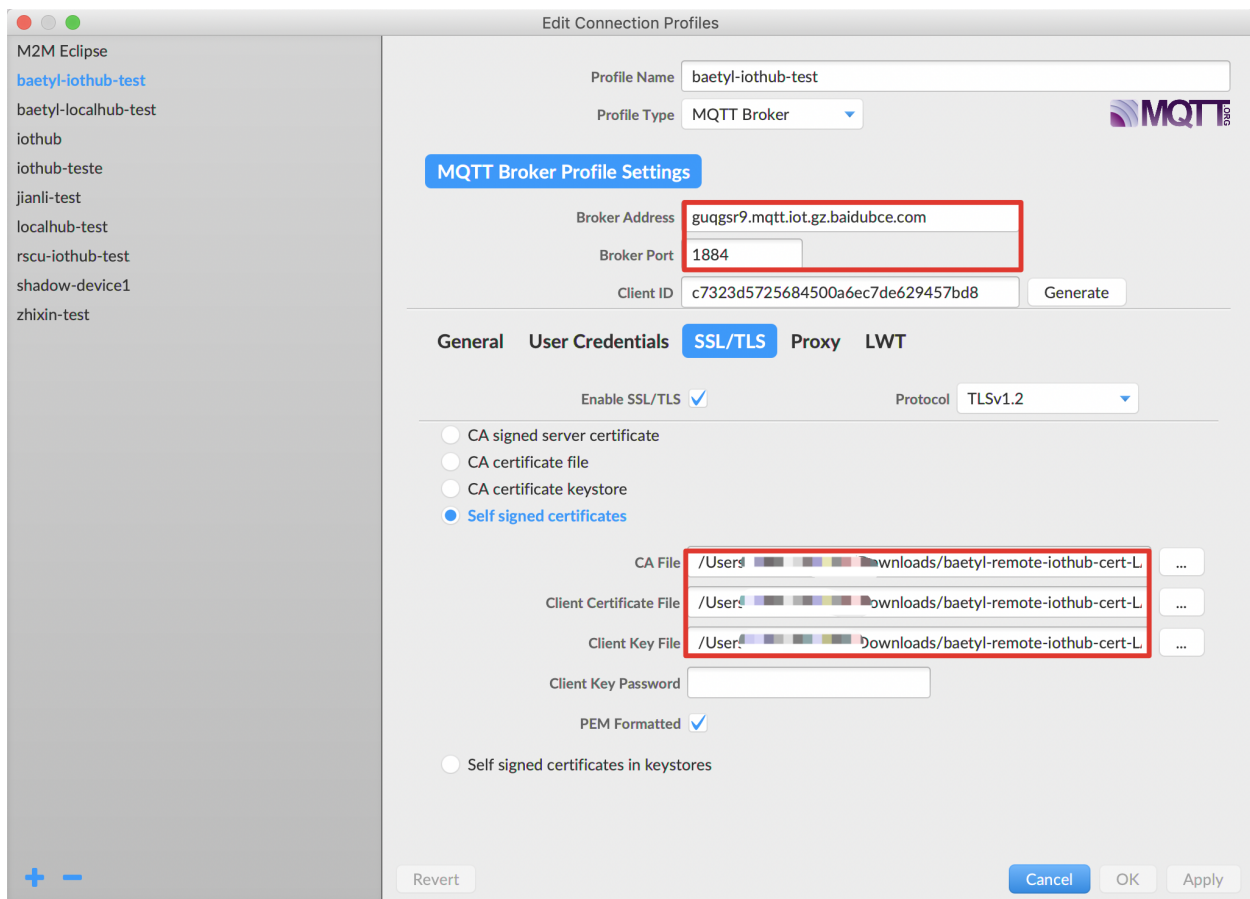 Edit Connection Profiles
M2M Eclipse
baetyl-iothub-test
baetyl-localhub-test
iothub
iothub-teste
jianli-test
localhub-test
rscu-iothub-test
shadow-device1
zhixin-test
Profile Name baetyl-iothub-test
Profile Type MQTT Broker
MQTT.ORG
MQTT Broker Profile Settings
Broker Address guqgsr9.mqtt.iot.gz.baidubce.com
Broker Port 1884
Client ID c7323d5725684500a6ec7de629457bd8 Generate
General User Credentials SSL/TLS Proxy LWT
Enable SSL/TLS Protocol TLSv1.2
CA signed server certificate
CA certificate file
CA certificate keystore
Self signed certificates
CA File /Users ownloads/baetyl-remote-iothub-cert-L ...
Client Certificate File /Users ownloads/baetyl-remote-iothub-cert-L ...
Client Key File /Users Downloads/baetyl-remote-iothub-cert-L ...
Client Key Password
PEM Formatted
Self signed certificates in keystores
Revert Cancel OK Apply